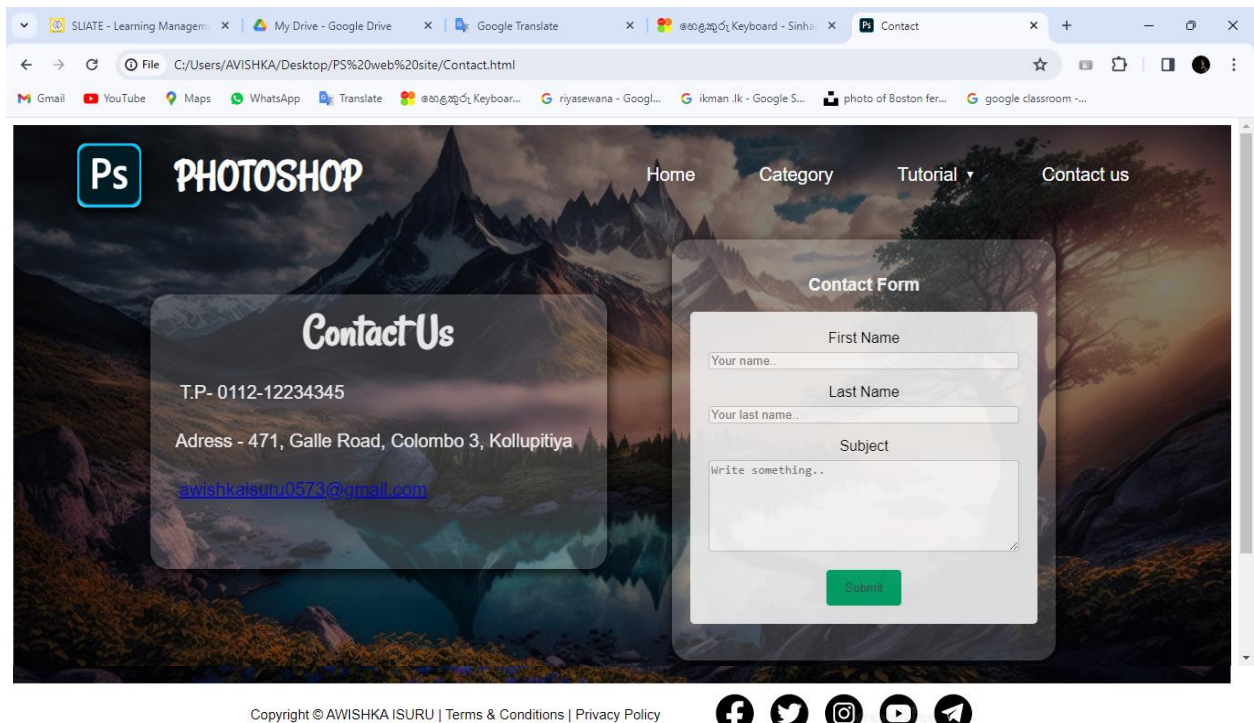 SLIATE - Learning Managem
My Drive - Google Drive
Google Translate
හෙළකුරු Keyboard - Sinhal
Contact
File C:/Users/AVISHKA/Desktop/PS%20web%20site/Contact.html
Gmail YouTube Maps WhatsApp Translate හෙළකුරු Keyboar... riyasewana - Googl... ikman .lk - Google S... photo of Boston fer... google classroom -...
Ps PHOTOSHOP Home Category Tutorial ▾ Contact us
Contact Us
T.P- 0112-12234345
Adress - 471, Galle Road, Colombo 3, Kollupitiya
awishkaisuru0573@gmail.com
Contact Form
First Name
Your name..
Last Name
Your last name..
Subject
Write something..
Submit
Copyright © AWISHKA ISURU | Terms & Conditions | Privacy Policy